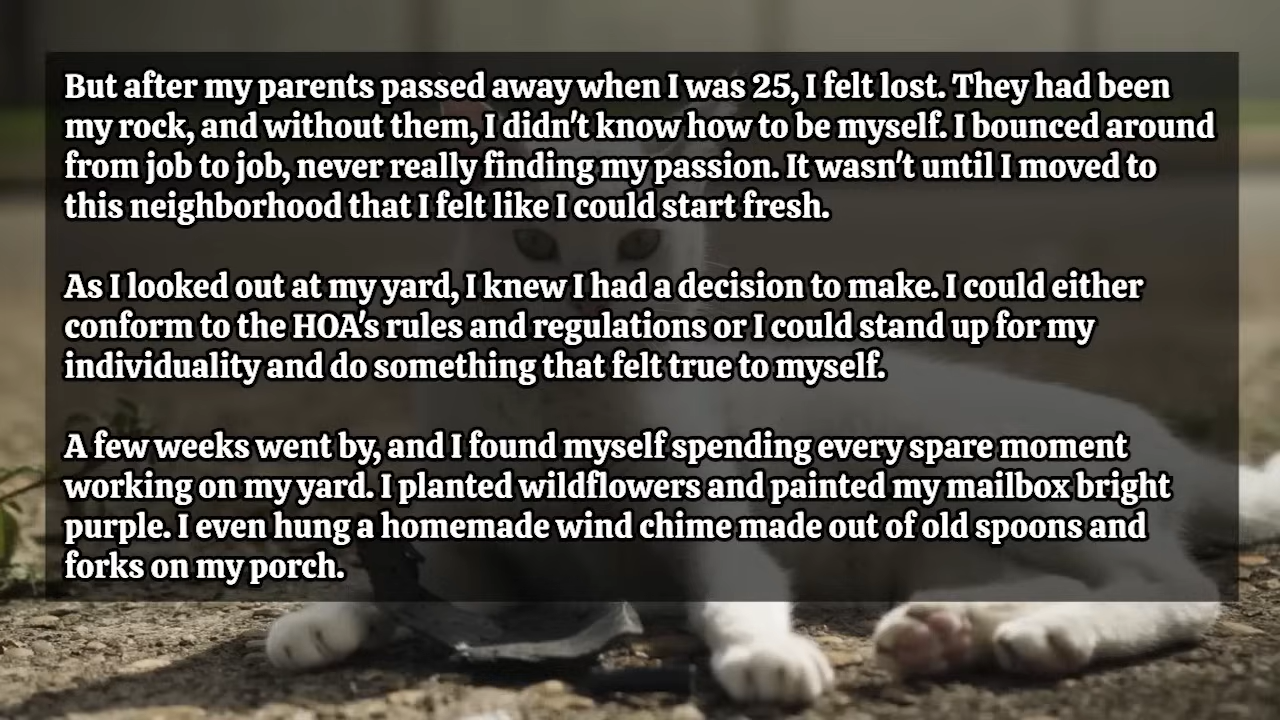 But after my parents passed away when I was 25, I felt lost. They had been
my rock, and without them, I didn't know how to be myself. I bounced around
from job to job, never really finding my passion. It wasn't until I moved to
this neighborhood that I felt like I could start fresh.
As I looked out at my yard, I knew I had a decision to make. I could either
conform to the HOA's rules and regulations or I could stand up for my
individuality and do something that felt true to myself.
A few weeks went by, and I found myself spending every spare moment
working on my yard. I planted wildflowers and painted my mailbox bright
purple. I even hung a homemade wind chime made out of old spoons and
forks on my porch.